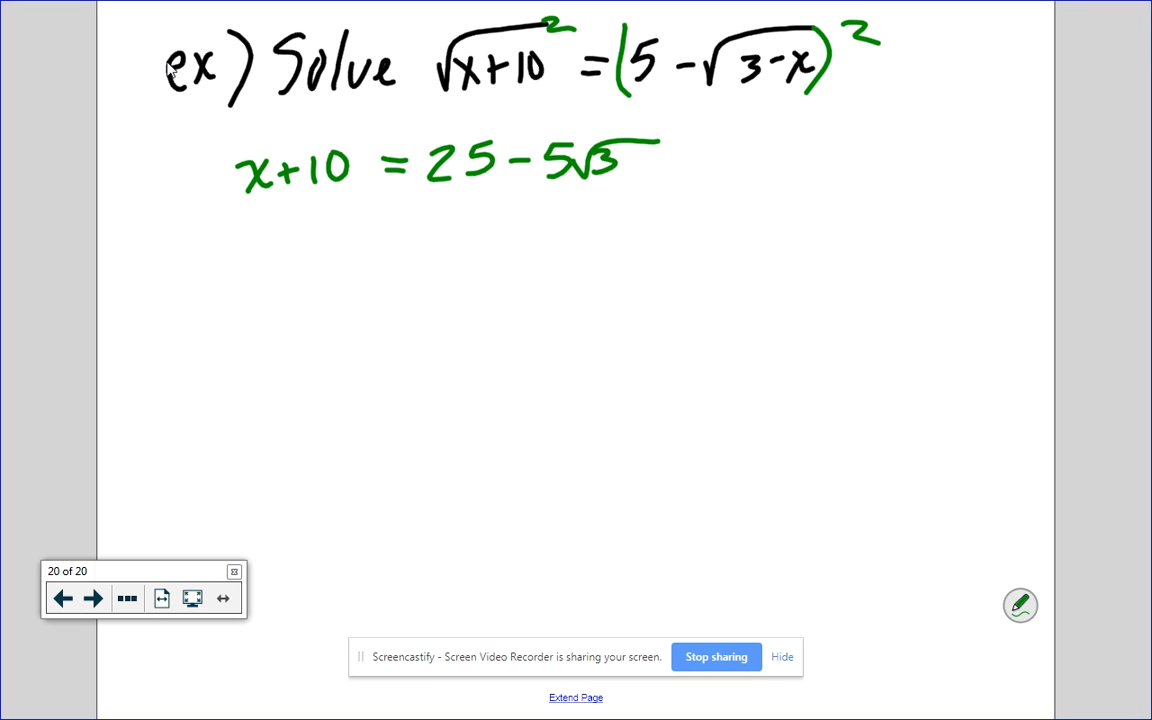 ex) Solve √x+10² = (5 - √3-x)²
x+10 = 25 - 5√3
20 of 20
Screencastify - Screen Video Recorder is sharing your screen. Stop sharing Hide
Extend Page